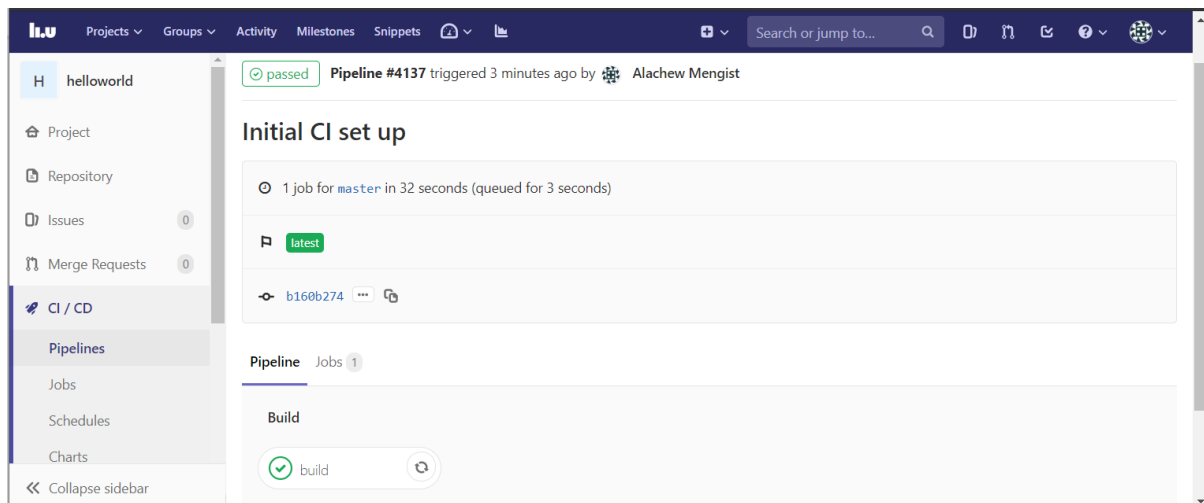 li.u Projects Groups Activity Milestones Snippets Search or jump to...
H helloworld
Project
Repository
Issues 0
Merge Requests 0
CI / CD
Pipelines
Jobs
Schedules
Charts
Collapse sidebar
passed Pipeline #4137 triggered 3 minutes ago by Alachew Mengist
Initial CI set up
1 job for master in 32 seconds (queued for 3 seconds)
latest
b160b274
Pipeline Jobs 1
Build
build